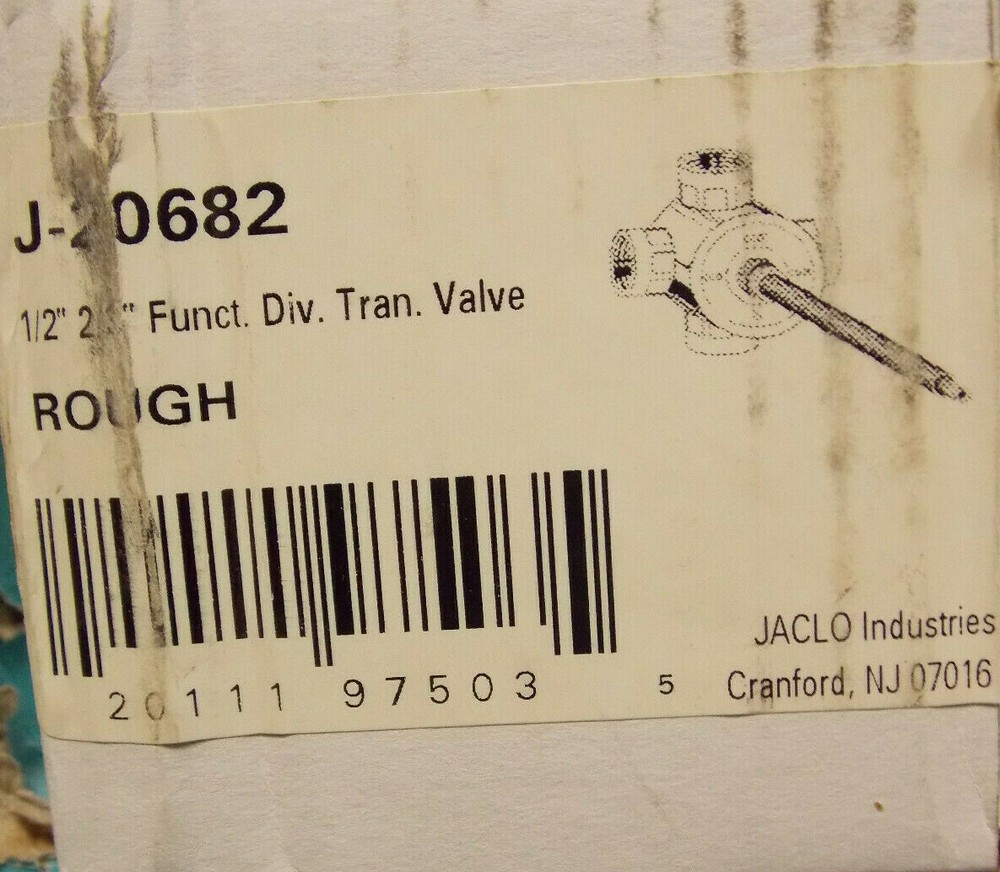 J-20682
1/2" Funct. Div. Tran. Valve
ROUGH
20111 97503 5
JACLO Industries
Cranford, NJ 07016